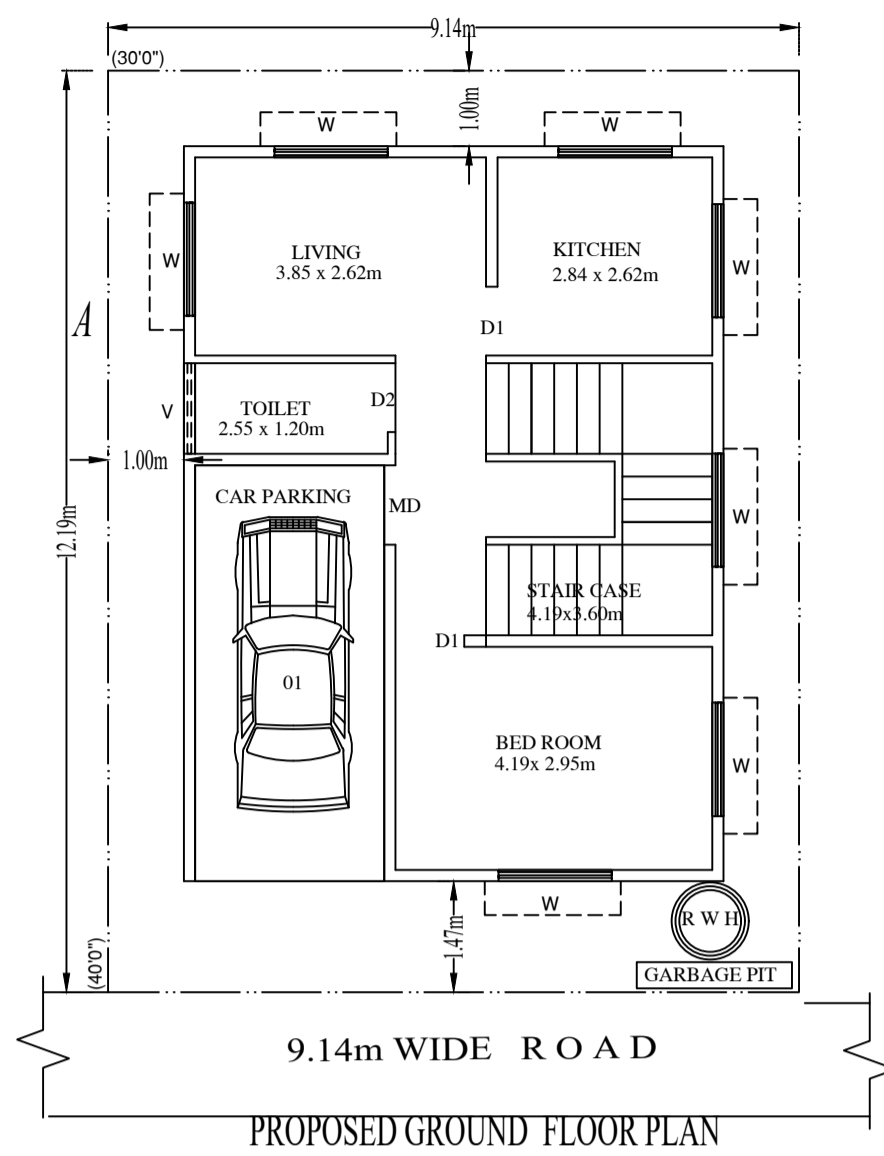 9.14m
(30'0")
1.00m
W
W
W
LIVING
3.85 x 2.62m
KITCHEN
2.84 x 2.62m
W
A
D1
V
TOILET
2.55 x 1.20m
D2
1.00m
12.19m
CAR PARKING
MD
W
STAIR CASE
4.19x3.60m
D1
01
BED ROOM
4.19x 2.95m
W
W
1.47m
R W H
(40'0")
GARBAGE PIT
9.14m WIDE R O A D
PROPOSED GROUND FLOOR PLAN